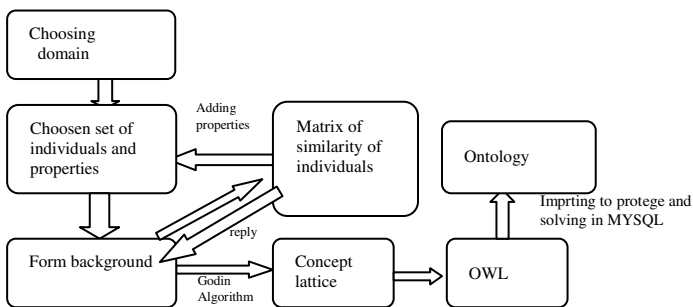 Choosing
domain
Adding
properties
Choosen set of
individuals and
properties
Matrix of
similarity of
individuals
Ontology
Imprting to protege and
solving in MYSQL
reply
Form background
Godin
Algorithm
Concept
lattice
OWL